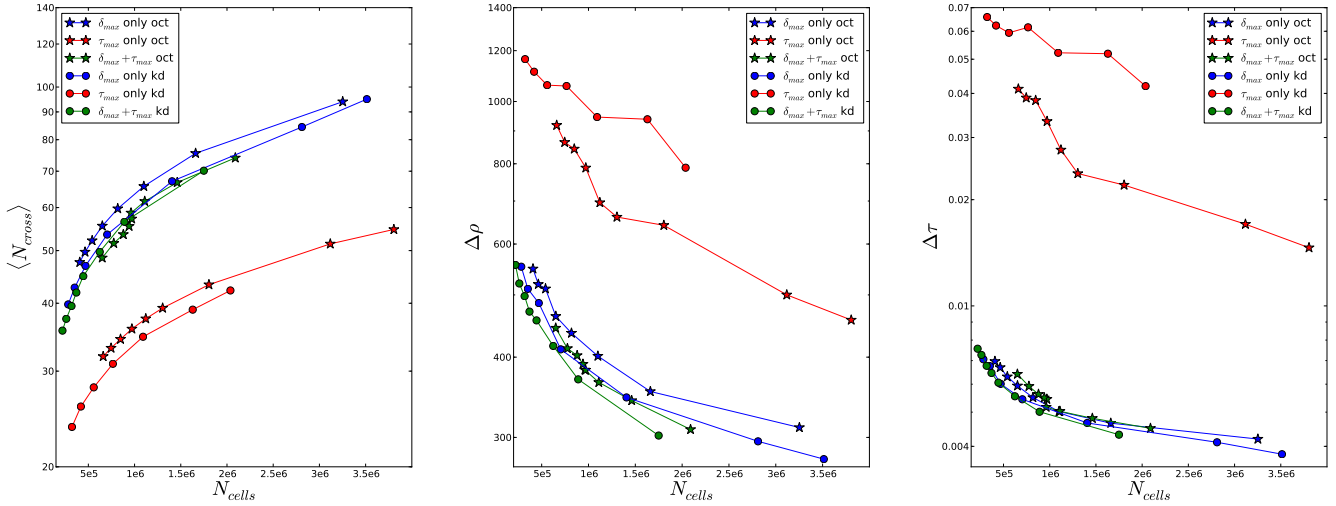 140
130
120
110
100
90
80
70
60
50
40
30
20
⟨N_cross⟩
5e5 1e6 1.5e6 2e6 2.5e6 3e6 3.5e6
N_cells
δ_max only oct
τ_max only oct
δ_max+τ_max oct
δ_max only kd
τ_max only kd
δ_max+τ_max kd
1400
1200
1000
800
600
400
300
Δρ
5e5 1e6 1.5e6 2e6 2.5e6 3e6 3.5e6
N_cells
δ_max only oct
τ_max only oct
δ_max+τ_max oct
δ_max only kd
τ_max only kd
δ_max+τ_max kd
0.07
0.06
0.05
0.04
0.03
0.02
0.01
0.004
Δτ
5e5 1e6 1.5e6 2e6 2.5e6 3e6 3.5e6
N_cells
δ_max only oct
τ_max only oct
δ_max+τ_max oct
δ_max only kd
τ_max only kd
δ_max+τ_max kd